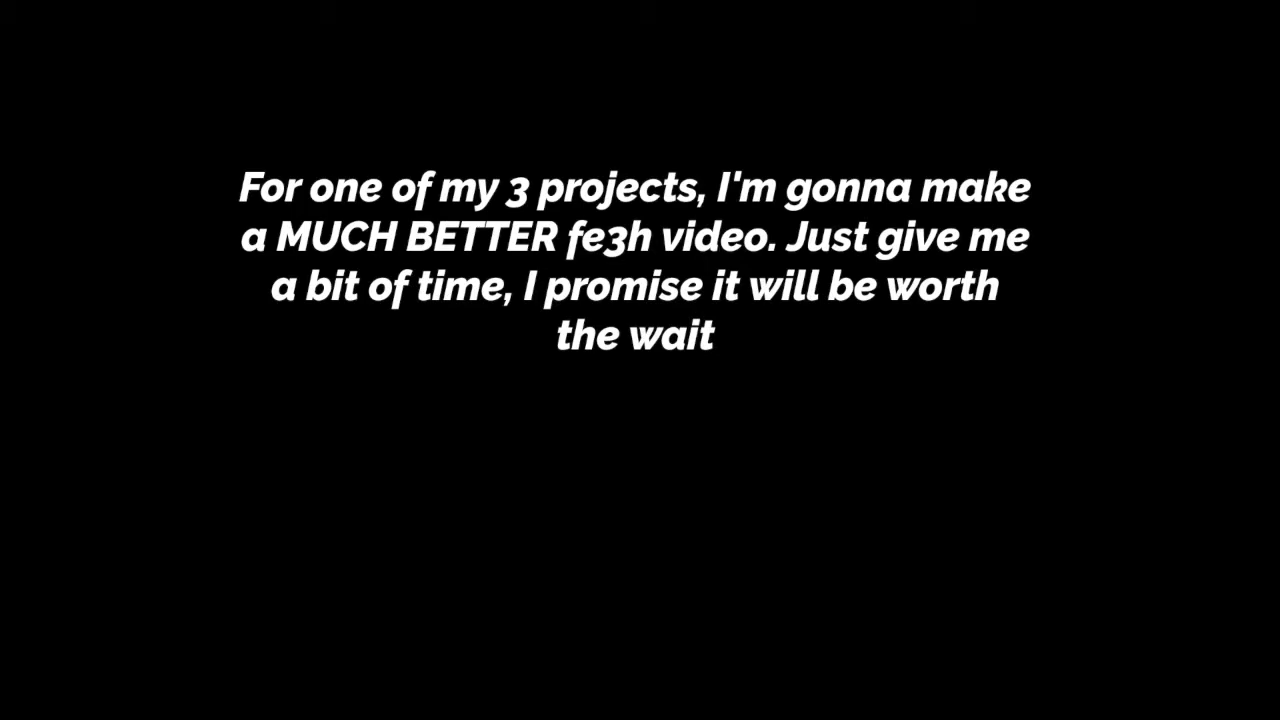 For one of my 3 projects, I'm gonna make
a MUCH BETTER fe3h video. Just give me
a bit of time, I promise it will be worth
the wait